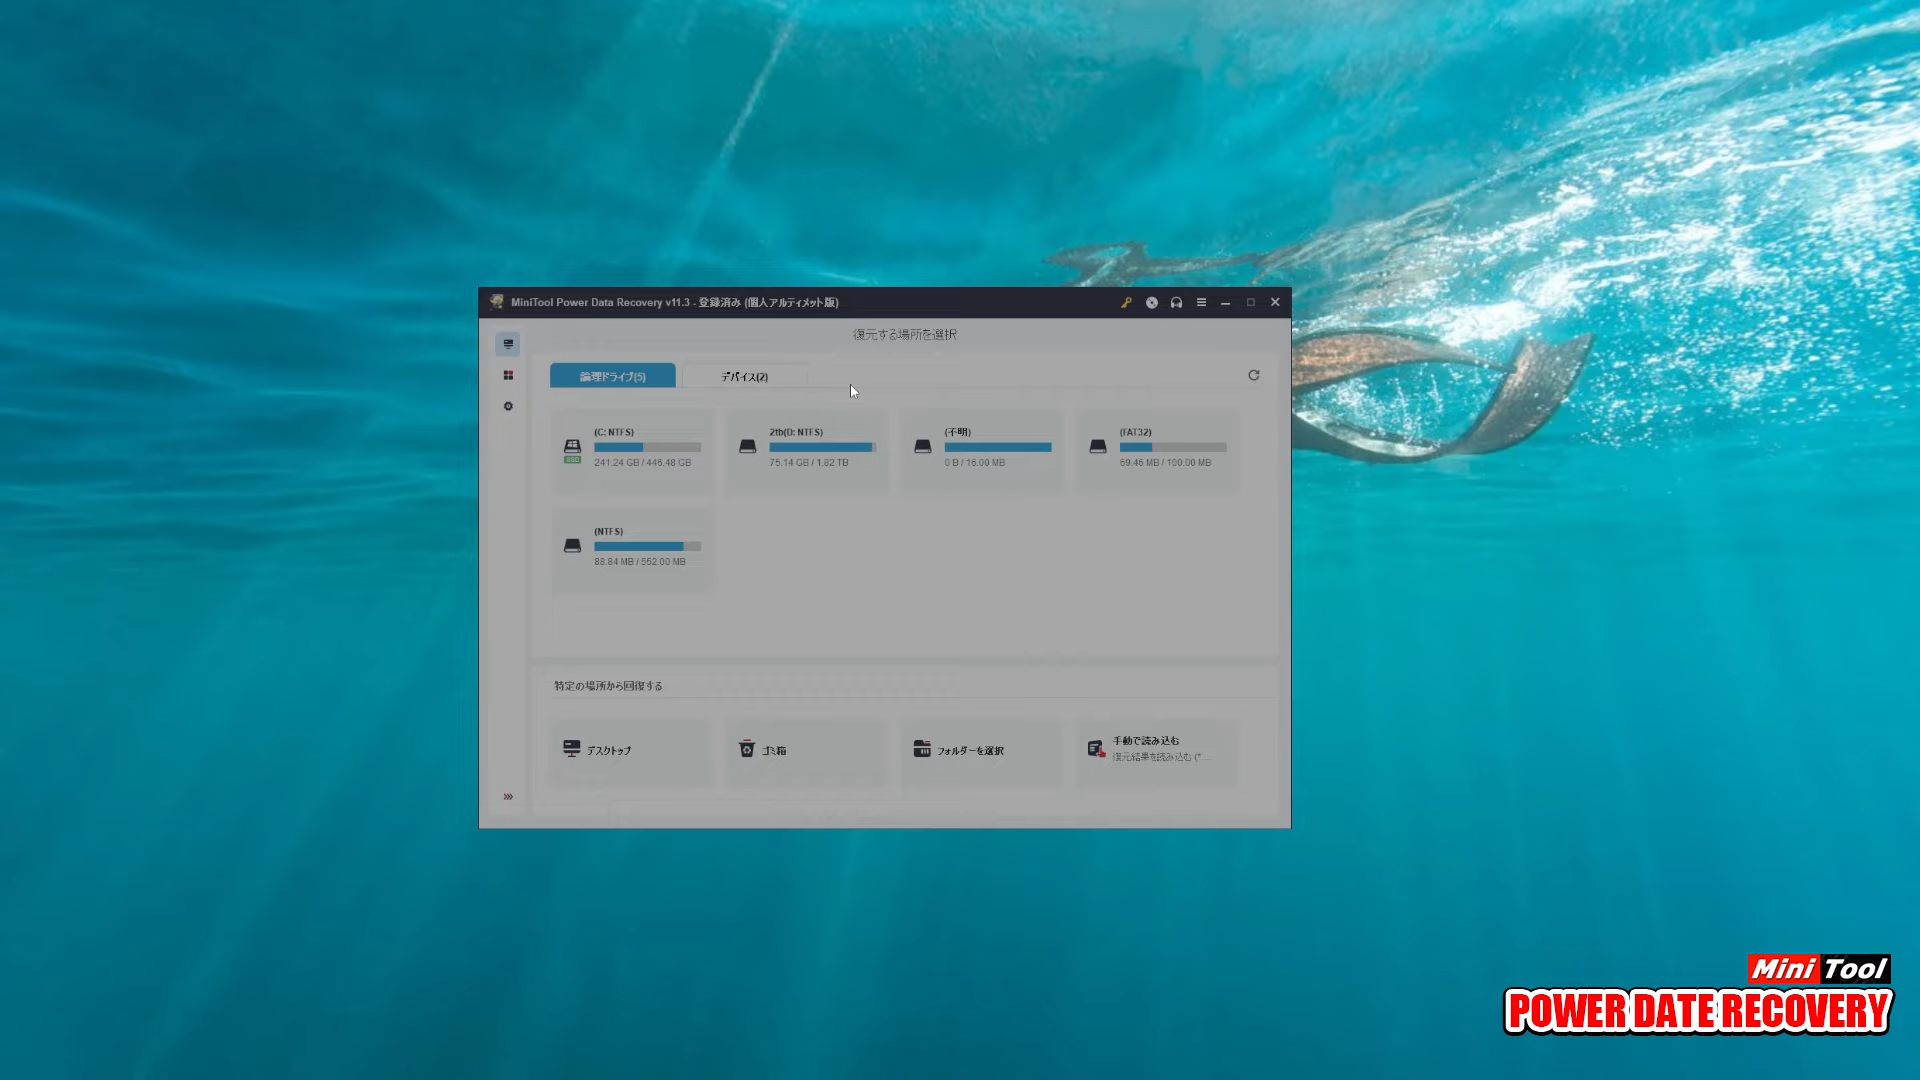 MiniTool Power Data Recovery v11.3 - 登録済み (個人アルティメット版)
復元する場所を選択
論理ドライブ(5)
デバイス(2)
(C: NTFS)
SSD
241.24 GB / 446.48 GB
2tb(D: NTFS)
75.14 GB / 1.82 TB
(不明)
0 B / 16.00 MB
(FAT32)
69.46 MB / 100.00 MB
(NTFS)
88.84 MB / 552.00 MB
特定の場所から回復する
デスクトップ
ゴミ箱
フォルダーを選択
手動で読み込む
復元結果を読み込む (*...
Mini Tool
POWER DATE RECOVERY